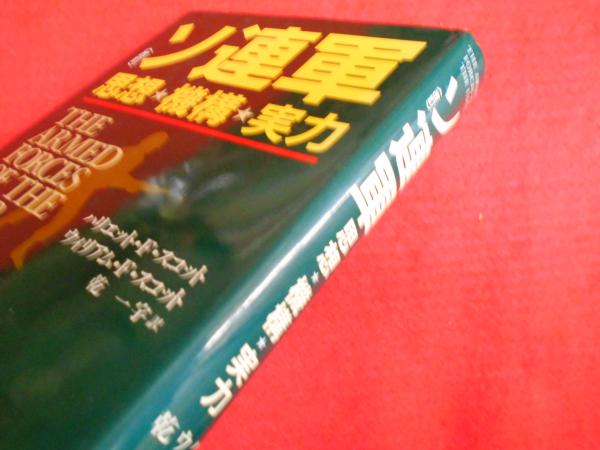 ソ連軍
思想★機構★実力
THE
ARMED
FORCES
OF THE
ハリエット・F・スコット
ウィリアム・F・スコット
乾 一宇 訳
ソ連軍 思想★機構★実力
乾